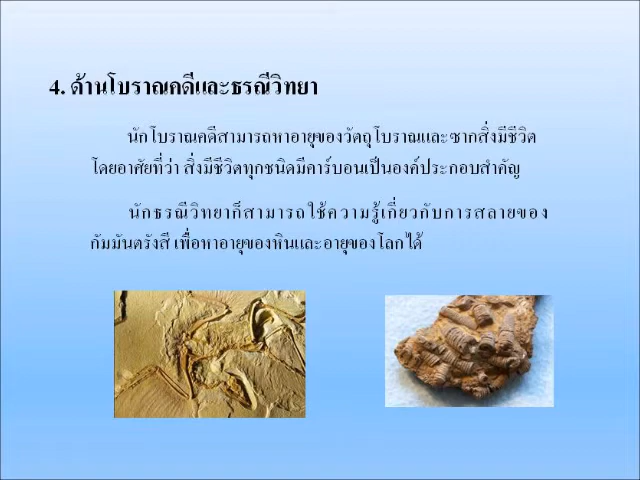 4. ด้านโบราณคดีและธรณีวิทยา
นักโบราณคดีสามารถหาอายุของวัตถุโบราณและซากสิ่งมีชีวิต
โดยอาศัยที่ว่า สิ่งมีชีวิตทุกชนิดมีคาร์บอนเป็นองค์ประกอบสำคัญ
นักธรณีวิทยาก็สามารถใช้ความรู้เกี่ยวกับการสลายของ
กัมมันตรังสี เพื่อหาอายุของหินและอายุของโลกได้